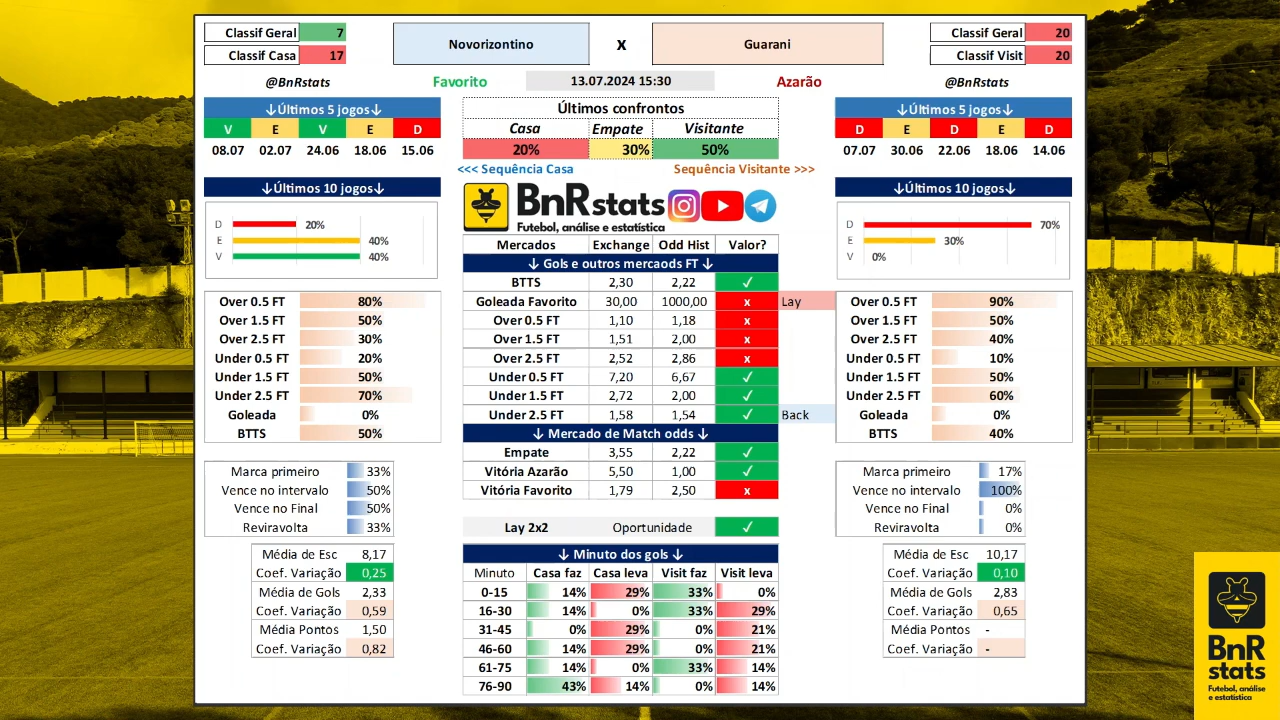 Classif Geral 7
Classif Casa 17
Novorizontino x Guarani
Classif Geral 20
Classif Visit 20
@BnRstats
Favorito 13.07.2024 15:30 Azarão
@BnRstats
↓Últimos 5 jogos↓
V E V E D
08.07 02.07 24.06 18.06 15.06
Últimos confrontos
Casa Empate Visitante
20% 30% 50%
<<< Sequência Casa Sequência Visitante >>>
↓Últimos 5 jogos↓
D E D E D
07.07 30.06 22.06 18.06 14.06
↓Últimos 10 jogos↓
D 20%
E 40%
V 40%
BnRstats
Futebol, análise e estatística
↓Últimos 10 jogos↓
D 70%
E 30%
V 0%
Over 0.5 FT 80%
Over 1.5 FT 50%
Over 2.5 FT 30%
Under 0.5 FT 20%
Under 1.5 FT 50%
Under 2.5 FT 70%
Goleada 0%
BTTS 50%
Mercados Exchange Odd Hist Valor?
↓ Gols e outros mercaods FT ↓
BTTS 2,30 2,22 ✓
Goleada Favorito 30,00 1000,00 x Lay
Over 0.5 FT 1,10 1,18 x
Over 1.5 FT 1,51 2,00 x
Over 2.5 FT 2,52 2,86 x
Under 0.5 FT 7,20 6,67 ✓
Under 1.5 FT 2,72 2,00 ✓
Under 2.5 FT 1,58 1,54 ✓ Back
↓ Mercado de Match odds ↓
Empate 3,55 2,22 ✓
Vitória Azarão 5,50 1,00 ✓
Vitória Favorito 1,79 2,50 x
Lay 2x2 Oportunidade ✓
Over 0.5 FT 90%
Over 1.5 FT 50%
Over 2.5 FT 40%
Under 0.5 FT 10%
Under 1.5 FT 50%
Under 2.5 FT 60%
Goleada 0%
BTTS 40%
Marca primeiro 33%
Vence no intervalo 50%
Vence no Final 50%
Reviravolta 33%
Marca primeiro 17%
Vence no intervalo 100%
Vence no Final 0%
Reviravolta 0%
Média de Esc 8,17
Coef. Variação 0,25
Média de Gols 2,33
Coef. Variação 0,59
Média Pontos 1,50
Coef. Variação 0,82
↓ Minuto dos gols ↓
Minuto Casa faz Casa leva Visit faz Visit leva
0-15 14% 29% 33% 0%
16-30 14% 0% 33% 29%
31-45 0% 29% 0% 21%
46-60 14% 29% 0% 21%
61-75 14% 0% 33% 14%
76-90 43% 14% 0% 14%
Média de Esc 10,17
Coef. Variação 0,10
Média de Gols 2,83
Coef. Variação 0,65
Média Pontos -
Coef. Variação -
BnR
stats
Futebol, análise
e estatística